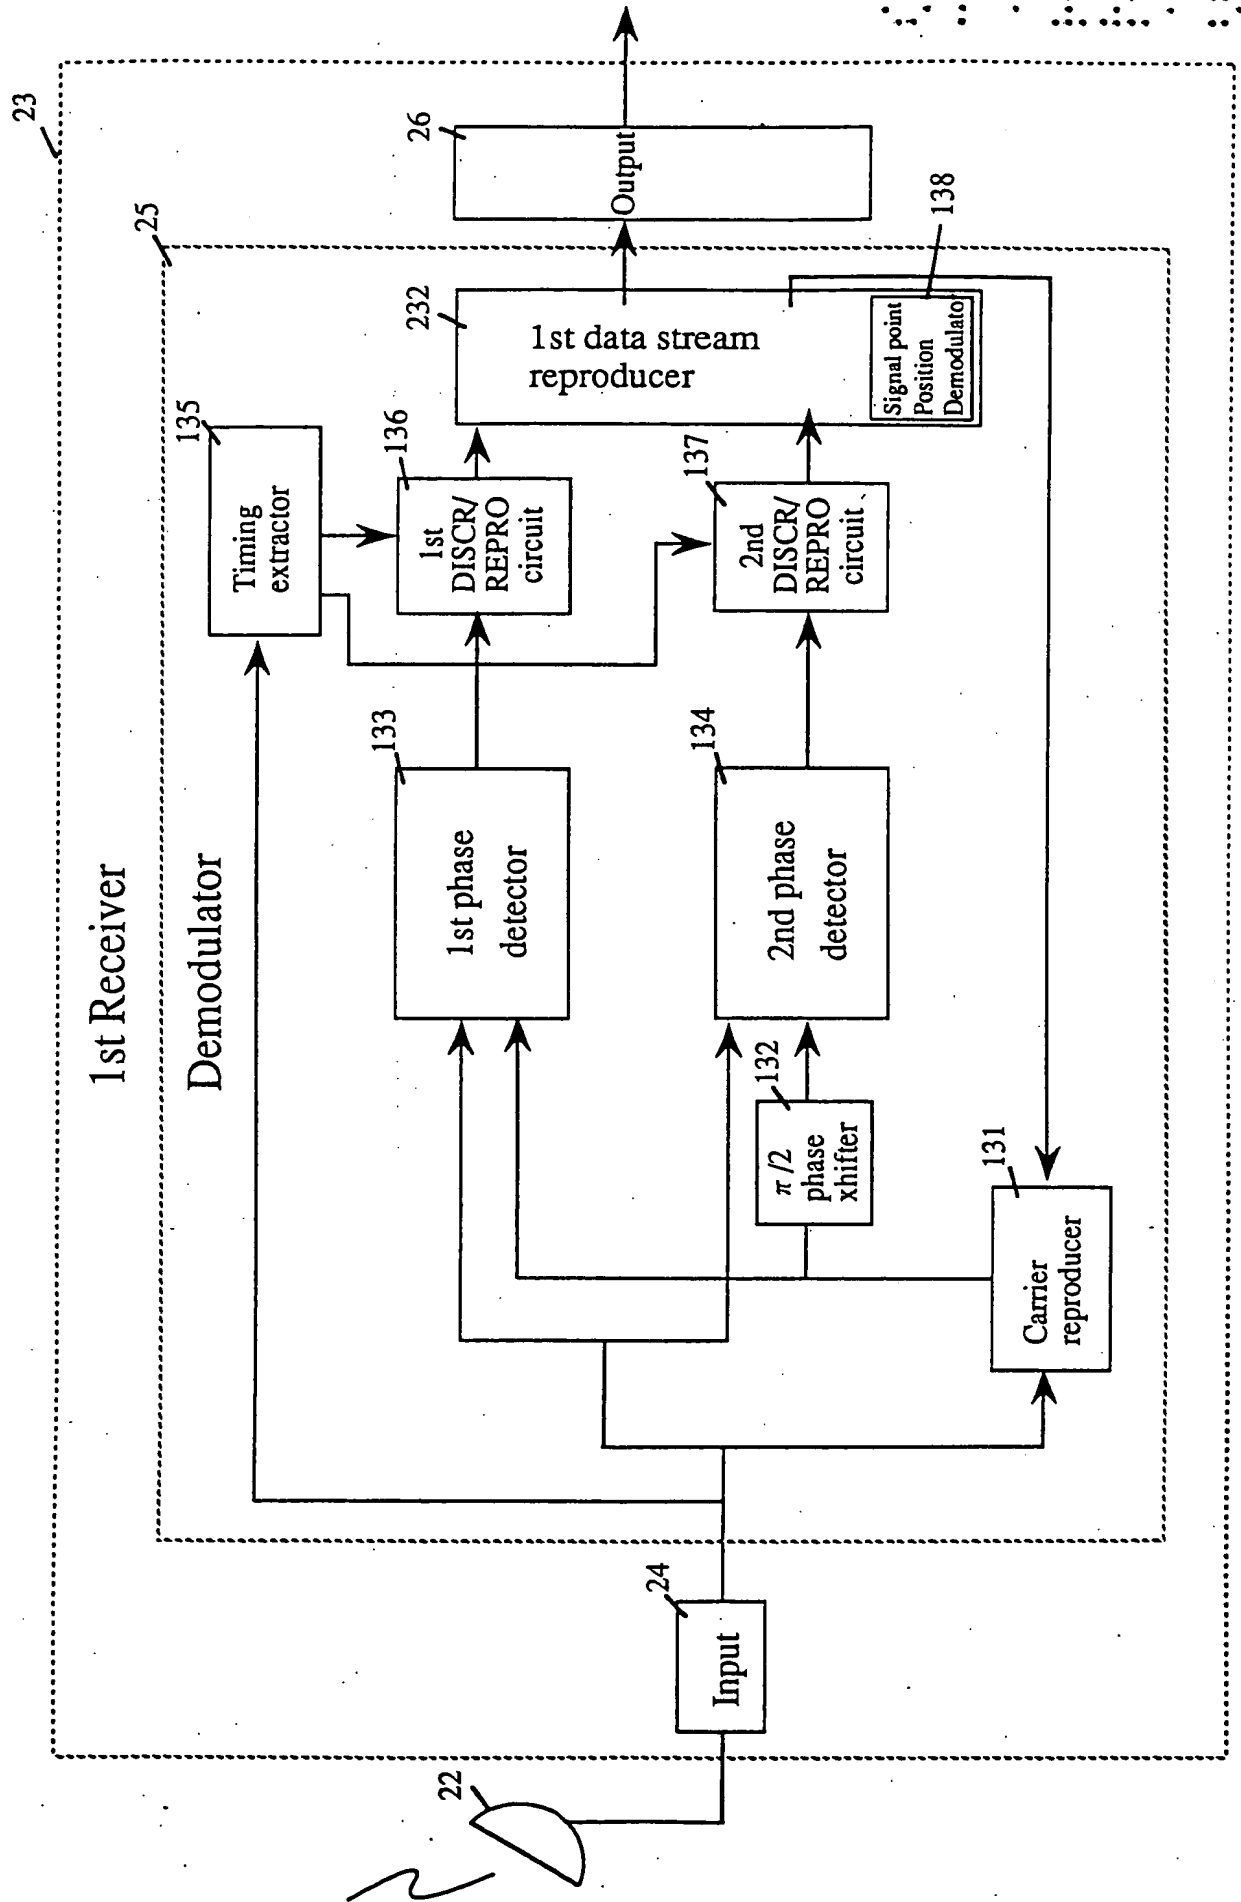 23
1st Receiver
25
Demodulator
135
Timing
extractor
22
24
Input
133
1st phase
detector
136
1st
DISCR/
REPRO
circuit
232
1st data stream
reproducer
26
Output
132
π/2
phase
xhifter
134
2nd phase
detector
137
2nd
DISCR/
REPRO
circuit
Signal point
Position
Demodulator
138
131
Carrier
reproducer